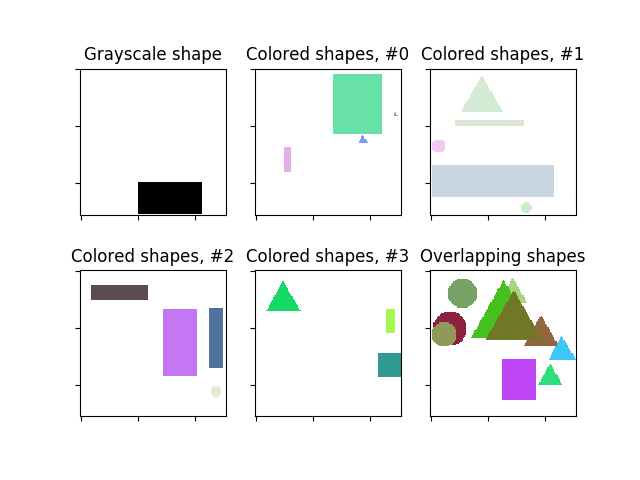 Grayscale shape
Colored shapes, #0
Colored shapes, #1
Colored shapes, #2
Colored shapes, #3
Overlapping shapes